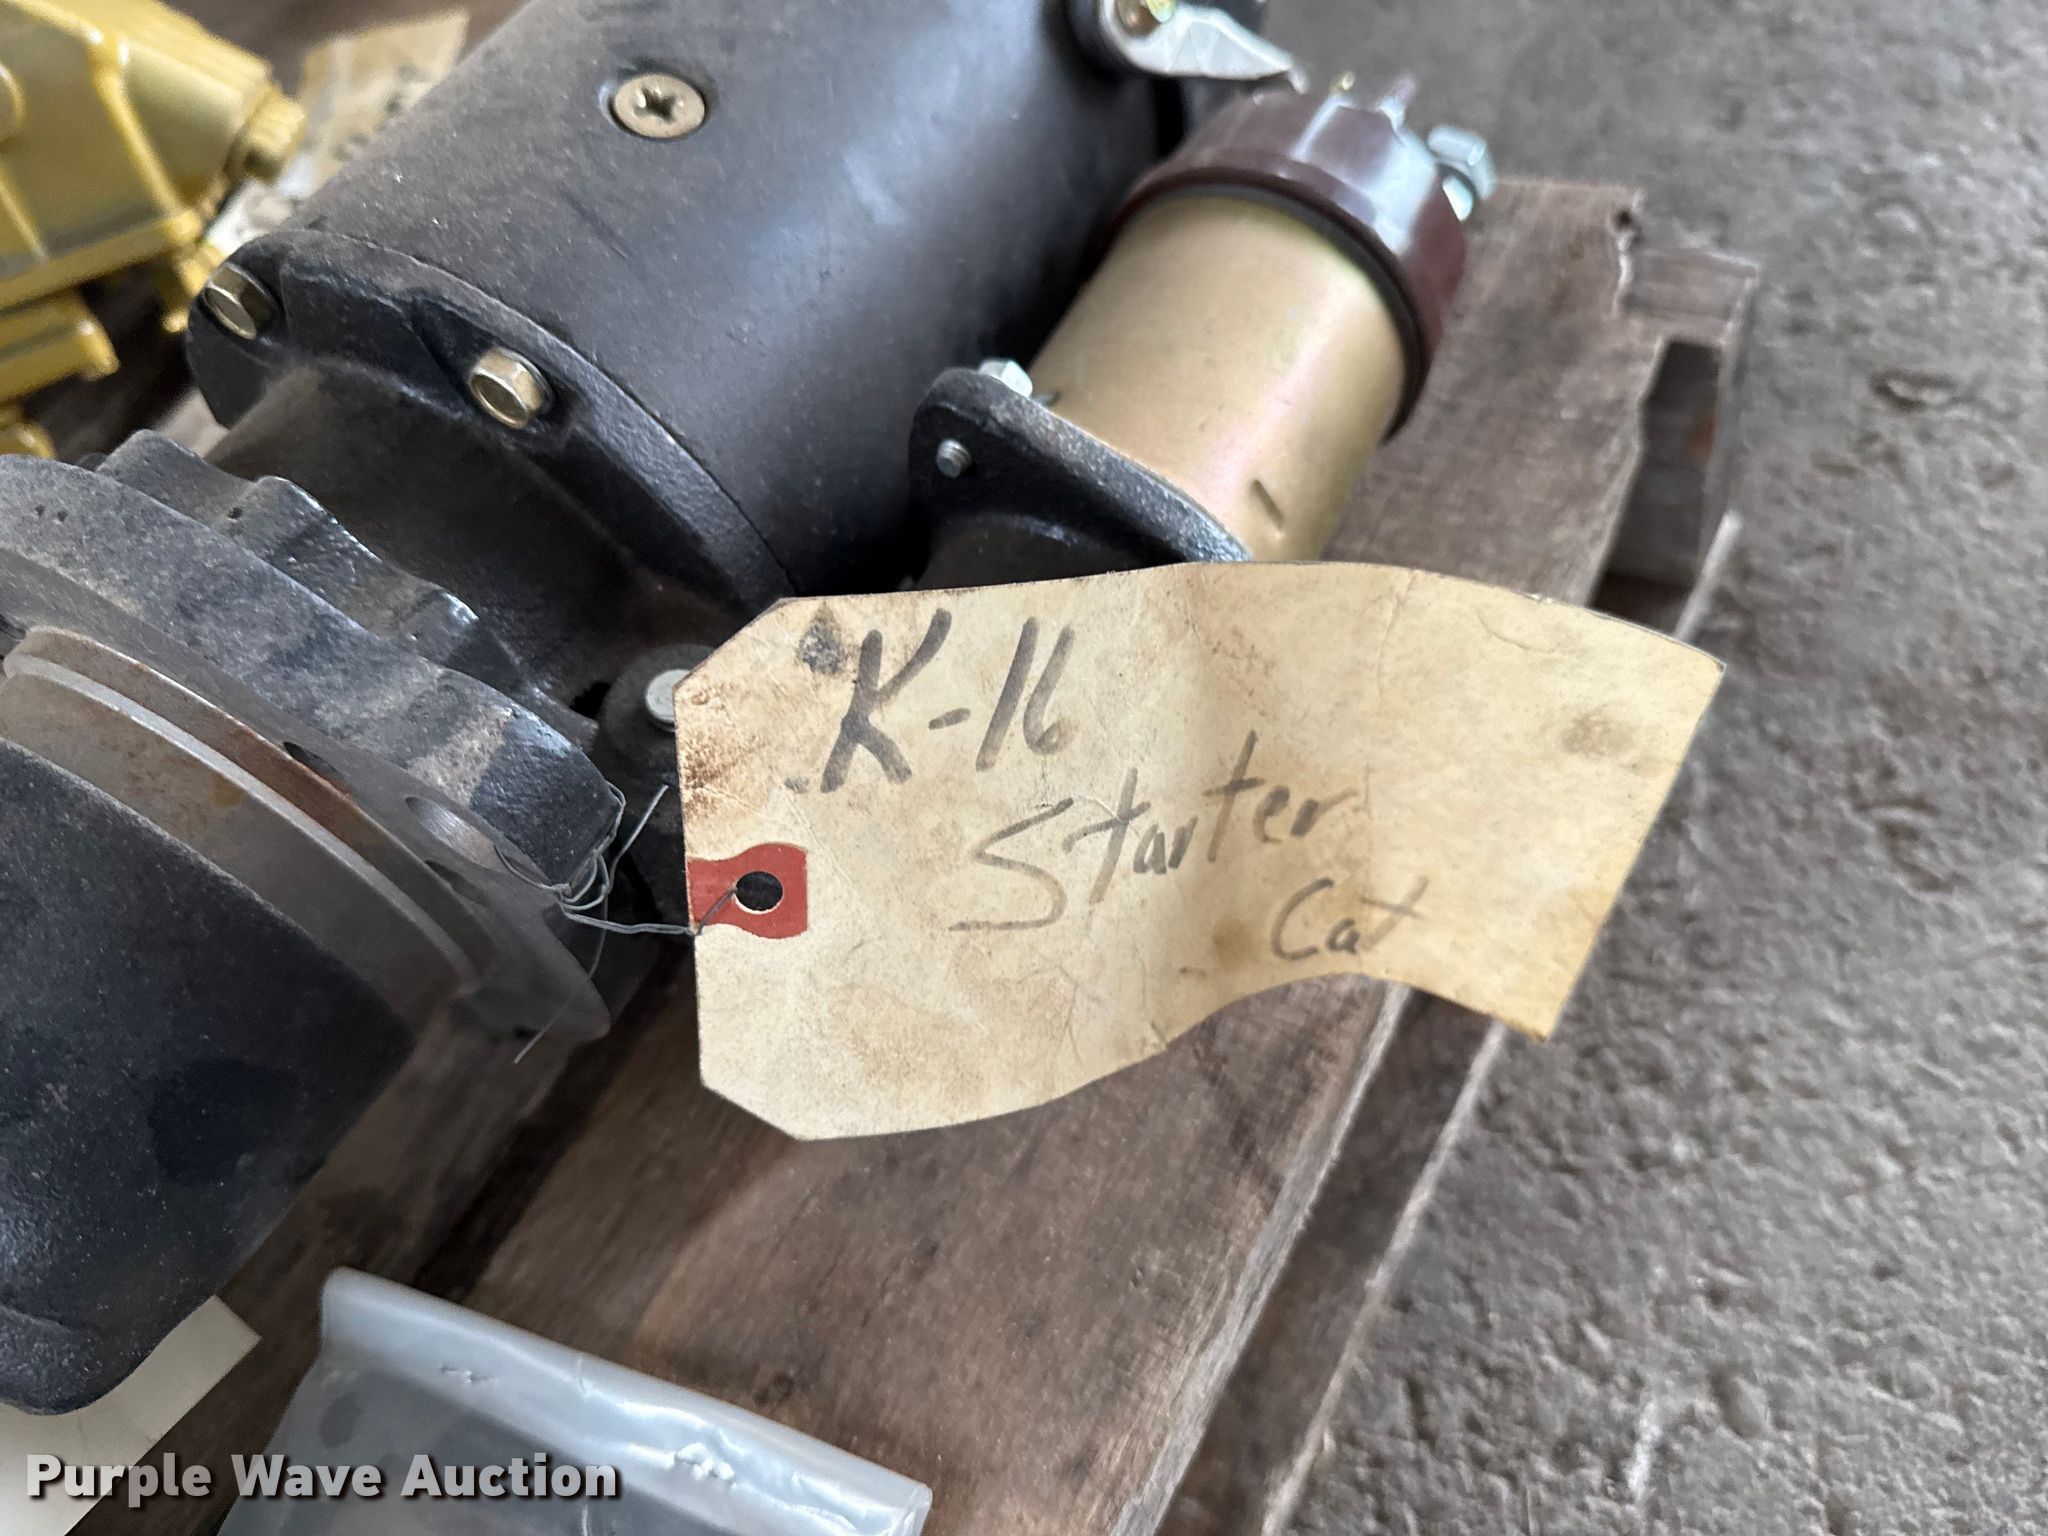 K-16
Starter
Cat
Purple Wave Auction